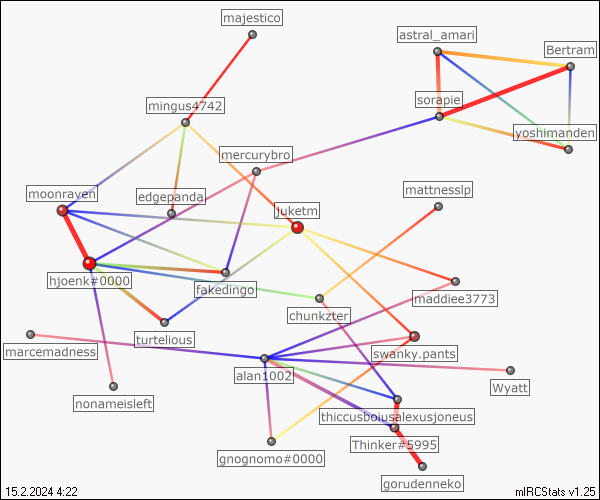 majestico
astral_amari
Bertram
sorapie
mingus4742
yoshimanden
mercurybro
mattnesslp
moonraven
edgepanda
juketm
hjoenk#0000
fakedingo
maddiee3773
chunkzter
turtelious
marcemadness
swanky.pants
alan1002
Wyatt
nonameisleft
thiccusboiusalexusjoneus
Thinker#5995
gnognomo#0000
gorudenneko
15.2.2024 4:22
mIRCStats v1.25